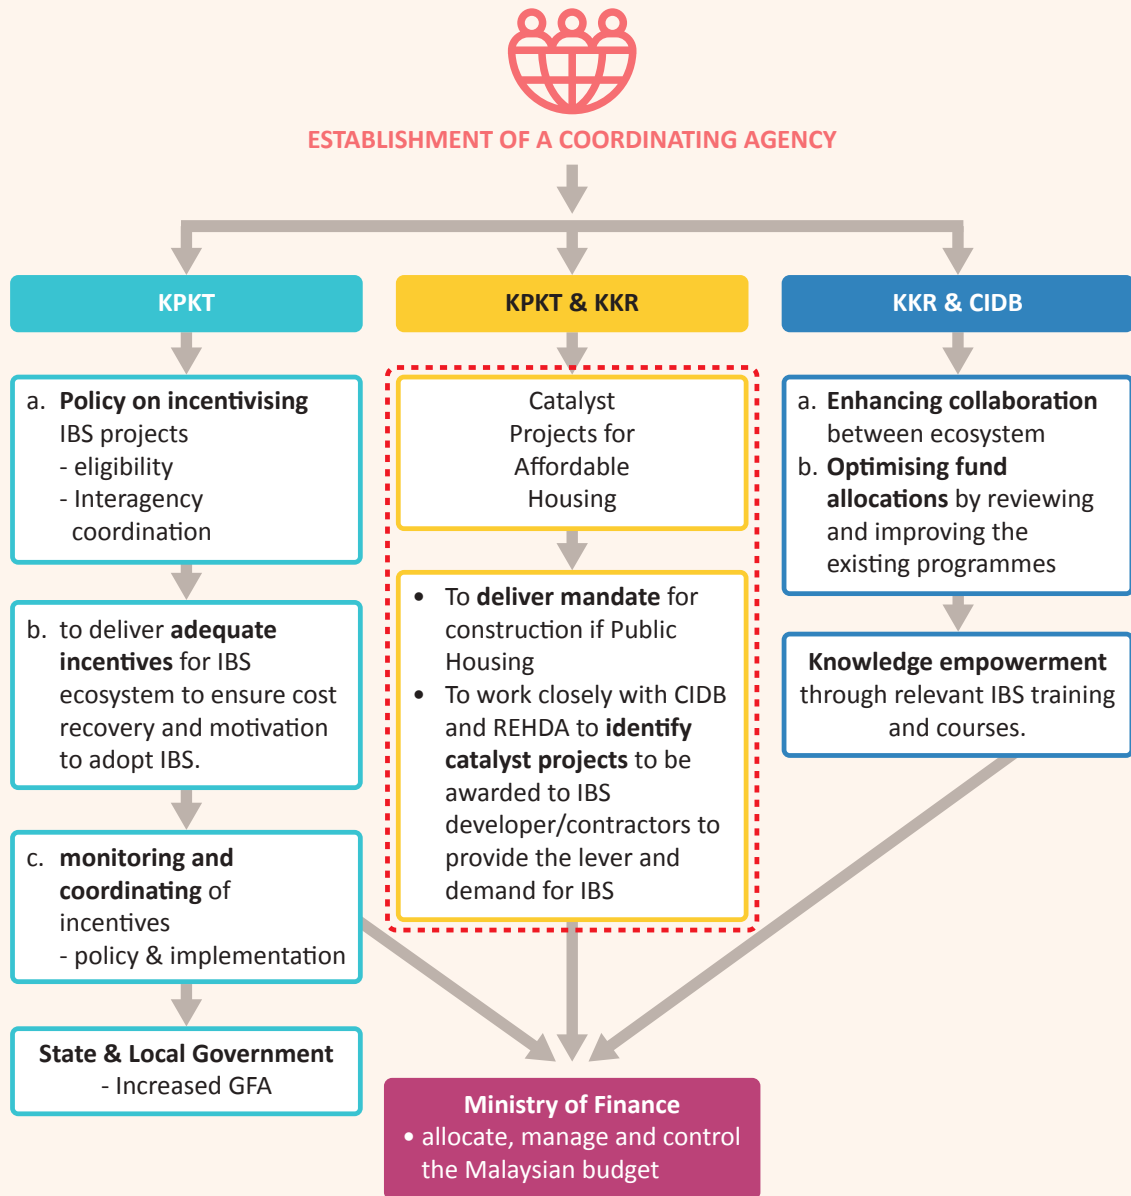 ESTABLISHMENT OF A COORDINATING AGENCY
KPKT
a. Policy on incentivising
IBS projects
- eligibility
- Interagency
coordination
b. to deliver adequate
incentives for IBS
ecosystem to ensure cost
recovery and motivation
to adopt IBS.
c. monitoring and
coordinating of
incentives
- policy & implementation
State & Local Government
- Increased GFA
KPKT & KKR
Catalyst
Projects for
Affordable
Housing
• To deliver mandate for
construction if Public
Housing
• To work closely with CIDB
and REHDA to identify
catalyst projects to be
awarded to IBS
developer/contractors to
provide the lever and
demand for IBS
KKR & CIDB
a. Enhancing collaboration
between ecosystem
b. Optimising fund
allocations by reviewing
and improving the
existing programmes
Knowledge empowerment
through relevant IBS training
and courses.
Ministry of Finance
• allocate, manage and control
the Malaysian budget